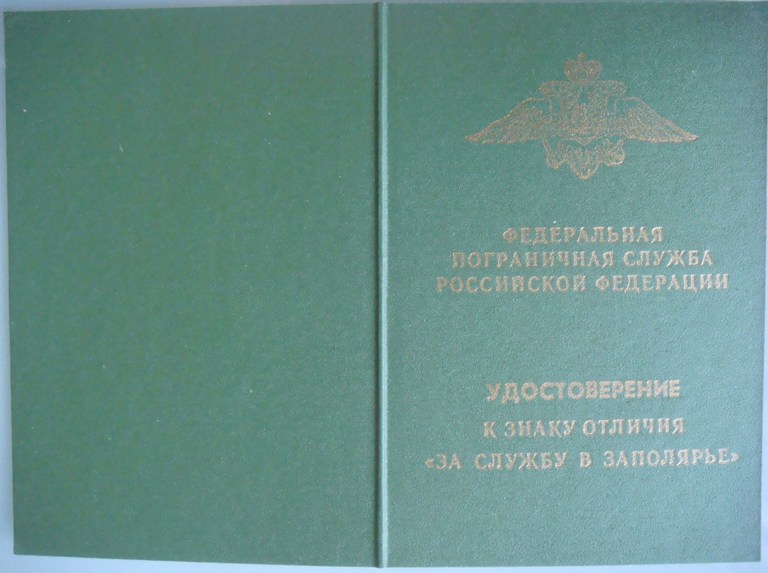 ФЕДЕРАЛЬНАЯ
ПОГРАНИЧНАЯ СЛУЖБА
РОССИЙСКОЙ ФЕДЕРАЦИИ
УДОСТОВЕРЕНИЕ
К ЗНАКУ ОТЛИЧИЯ
«ЗА СЛУЖБУ В ЗАПОЛЯРЬЕ»